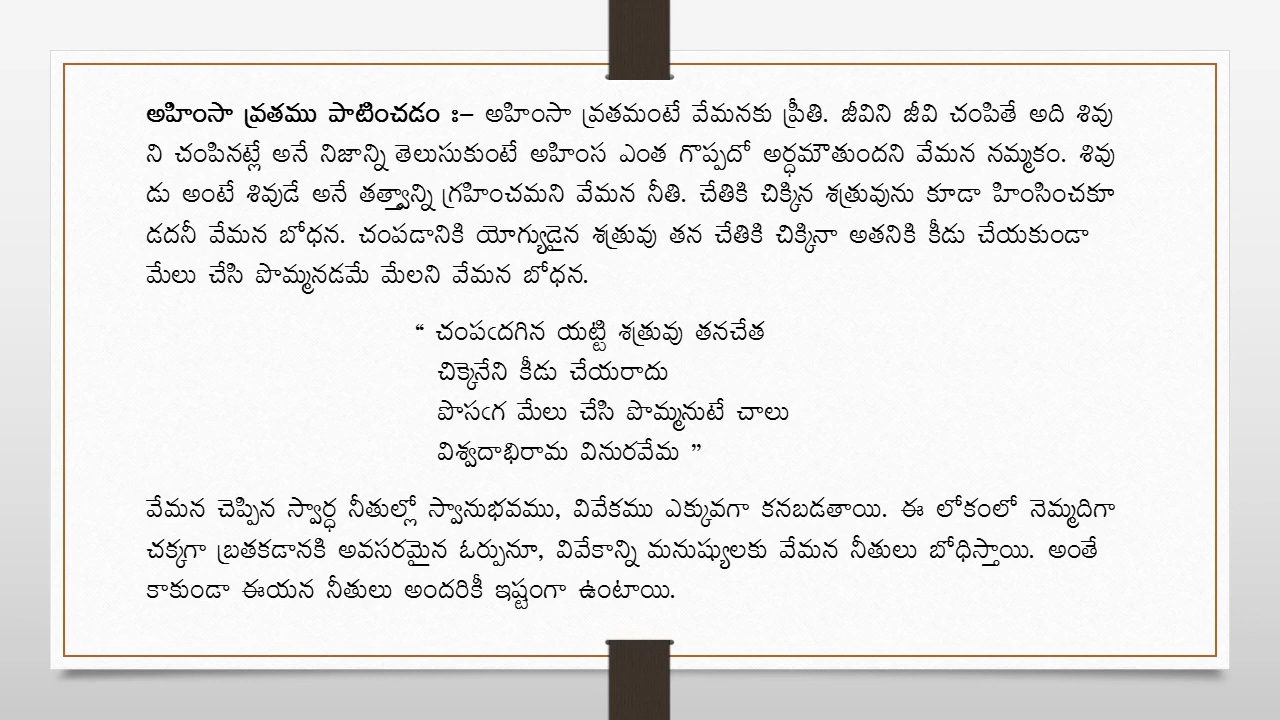 అహింసా వ్రతము పాటించడం ః– అహింసా వ్రతమంటే వేమనకు ప్రీతి. జీవిని జీవి చంపితే అది శివు
ని చంపినట్లే అనే నిజాన్ని తెలుసుకుంటే అహింస ఎంత గొప్పదో అర్ధమౌతుందని వేమన నమ్మకం. శివు
డు అంటే శివుడే అనే తత్త్వాన్ని గ్రహించమని వేమన నీతి. చేతికి చిక్కిన శత్రువును కూడా హింసించకూ
డదనీ వేమన బోధన. చంపడానికి యోగ్యుడైన శత్రువు తన చేతికి చిక్కినా అతనికి కీడు చేయకుండా
మేలు చేసి పొమ్మనడమే మేలని వేమన బోధన.
“ చంపఁదగిన యట్టి శత్రువు తనచేత
చిక్కెనేని కీడు చేయరాదు
పొసఁగ మేలు చేసి పొమ్మనుటే చాలు
విశ్వదాభిరామ వినురవేమ ”
వేమన చెప్పిన స్వార్ధ నీతుల్లో స్వానుభవము, వివేకము ఎక్కువగా కనబడతాయి. ఈ లోకంలో నెమ్మదిగా
చక్కగా బ్రతకడానకి అవసరమైన ఓర్పునూ, వివేకాన్ని మనుష్యులకు వేమన నీతులు బోధిస్తాయి. అంతే
కాకుండా ఈయన నీతులు అందరికీ ఇష్టంగా ఉంటాయి.